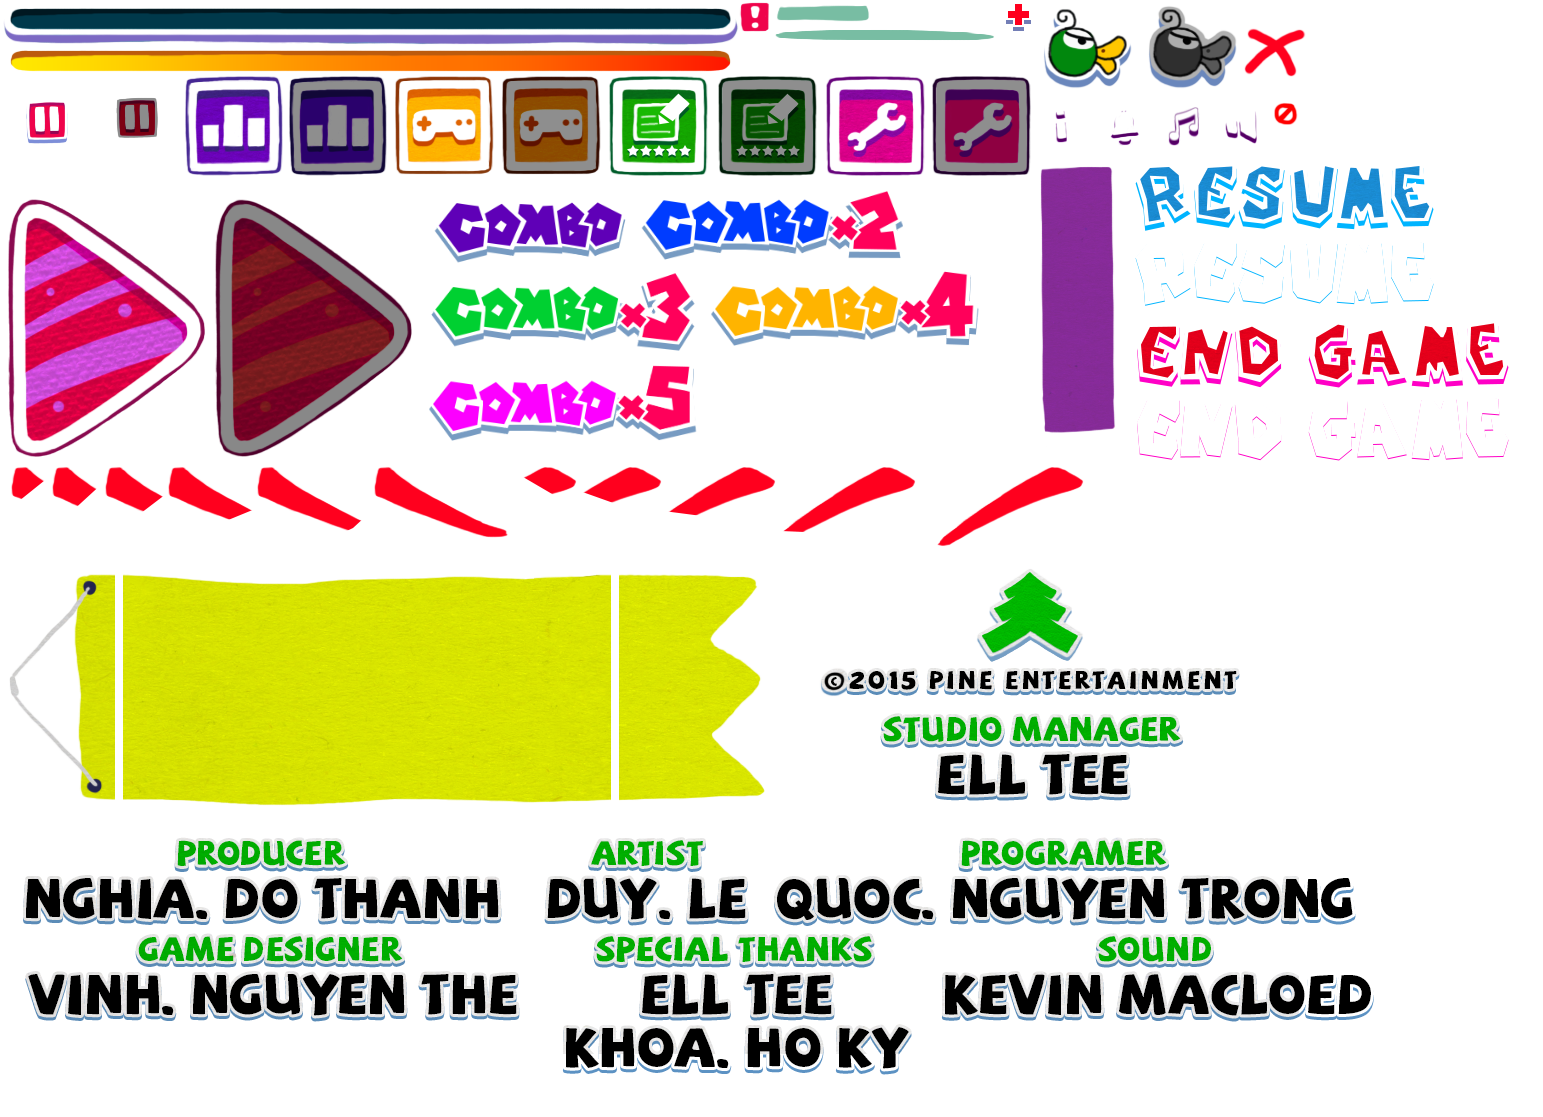 !
RESUME
COMBO
COMBO×2
RESUME
COMBO×3
COMBO×4
END GAME
COMBO×5
END GAME
©2015 PINE ENTERTAINMENT
STUDIO MANAGER
ELL TEE
PRODUCER
NGHIA. DO THANH
ARTIST
DUY. LE
PROGRAMER
QUOC. NGUYEN TRONG
GAME DESIGNER
VINH. NGUYEN THE
SPECIAL THANKS
ELL TEE
KHOA. HO KY
SOUND
KEVIN MACLOED